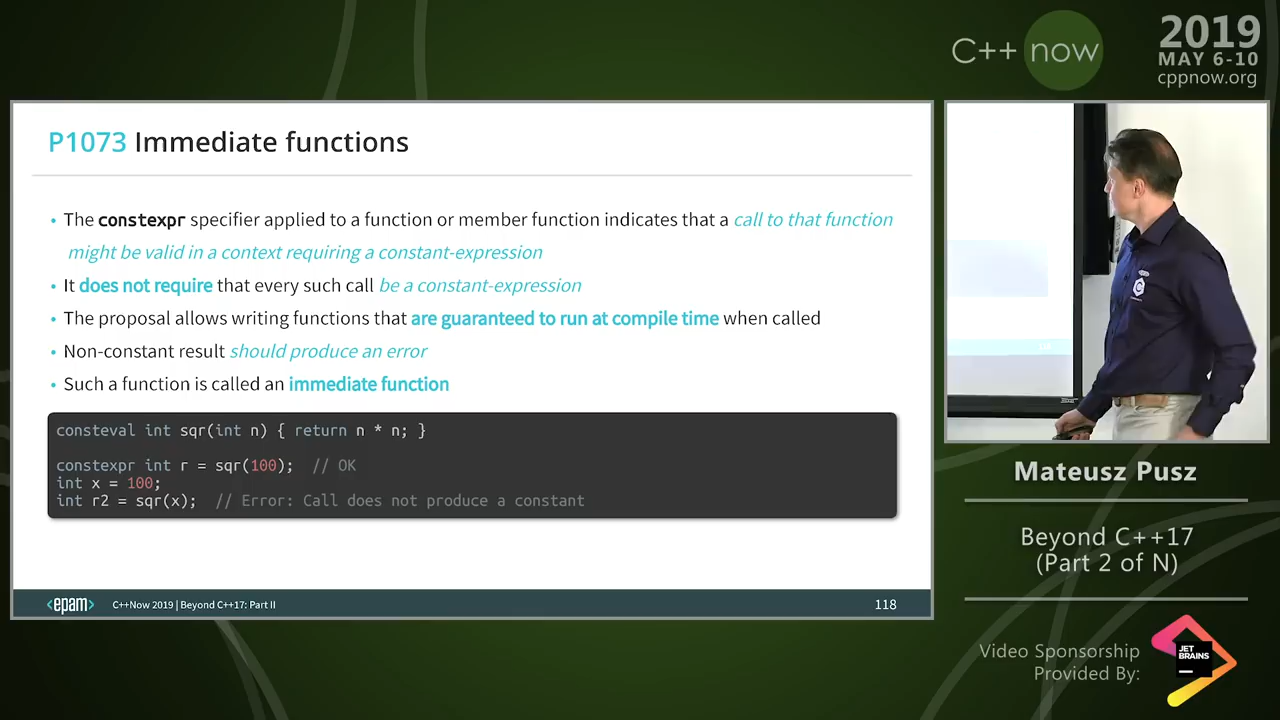 C++ now
2019
MAY 6-10
cppnow.org
P1073 Immediate functions
• The constexpr specifier applied to a function or member function indicates that a call to that function
might be valid in a context requiring a constant-expression
• It does not require that every such call be a constant-expression
• The proposal allows writing functions that are guaranteed to run at compile time when called
• Non-constant result should produce an error
• Such a function is called an immediate function
consteval int sqr(int n) { return n * n; }
constexpr int r = sqr(100);  // OK
int x = 100;
int r2 = sqr(x);  // Error: Call does not produce a constant
<epam>
C++Now 2019 | Beyond C++17: Part II
118
Mateusz Pusz
Beyond C++17
(Part 2 of N)
Video Sponsorship
Provided By:
JET
BRAINS